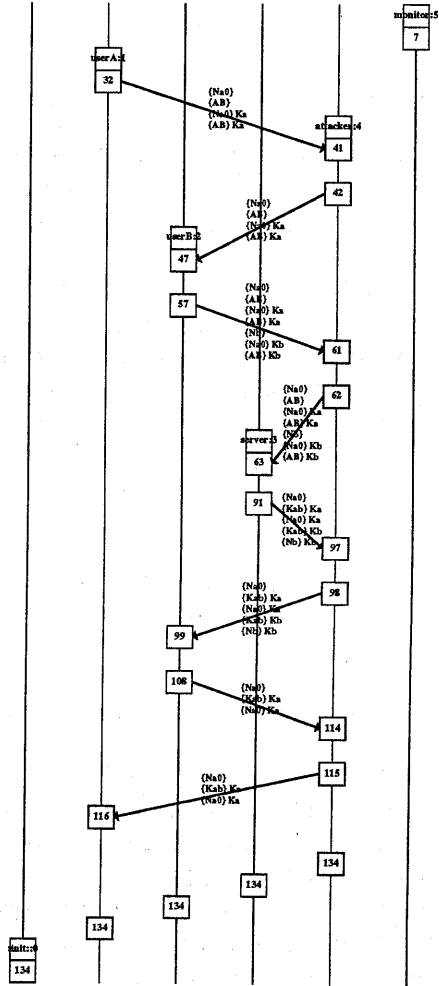 monitor:5
7
userA:1
32
{Na0}
{AB}
{Na0} Ka
{AB} Ka
attacker:4
41
42
{Na0}
{AB}
{Na0} Ka
{AB} Ka
userB:2
47
57
{Na0}
{AB}
{Na0} Ka
{AB} Ka
{Nb}
{Na0} Kb
{AB} Kb
61
62
{Na0}
{AB}
{Na0} Ka
{AB} Ka
{Nb}
{Na0} Kb
{AB} Kb
server:3
63
91
{Na0}
{Kab} Ka
{Na0} Ka
{Kab} Kb
{Nb} Kb
97
98
{Na0}
{Kab} Ka
{Na0} Ka
{Kab} Kb
{Nb} Kb
99
108
{Na0}
{Kab} Ka
{Na0} Ka
114
115
{Na0}
{Kab} Ka
{Na0} Ka
116
134
134
134
134
:init::0
134